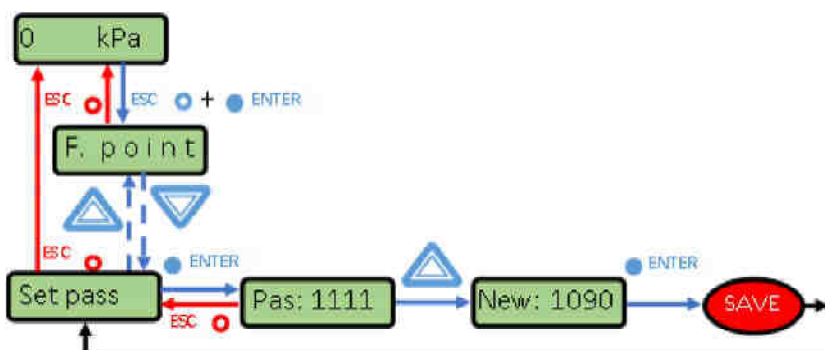 0 kPa
ESC ESC + ENTER
F. point
ESC ENTER ENTER
Set pass Pas: 1111 New: 1090 SAVE
ESC